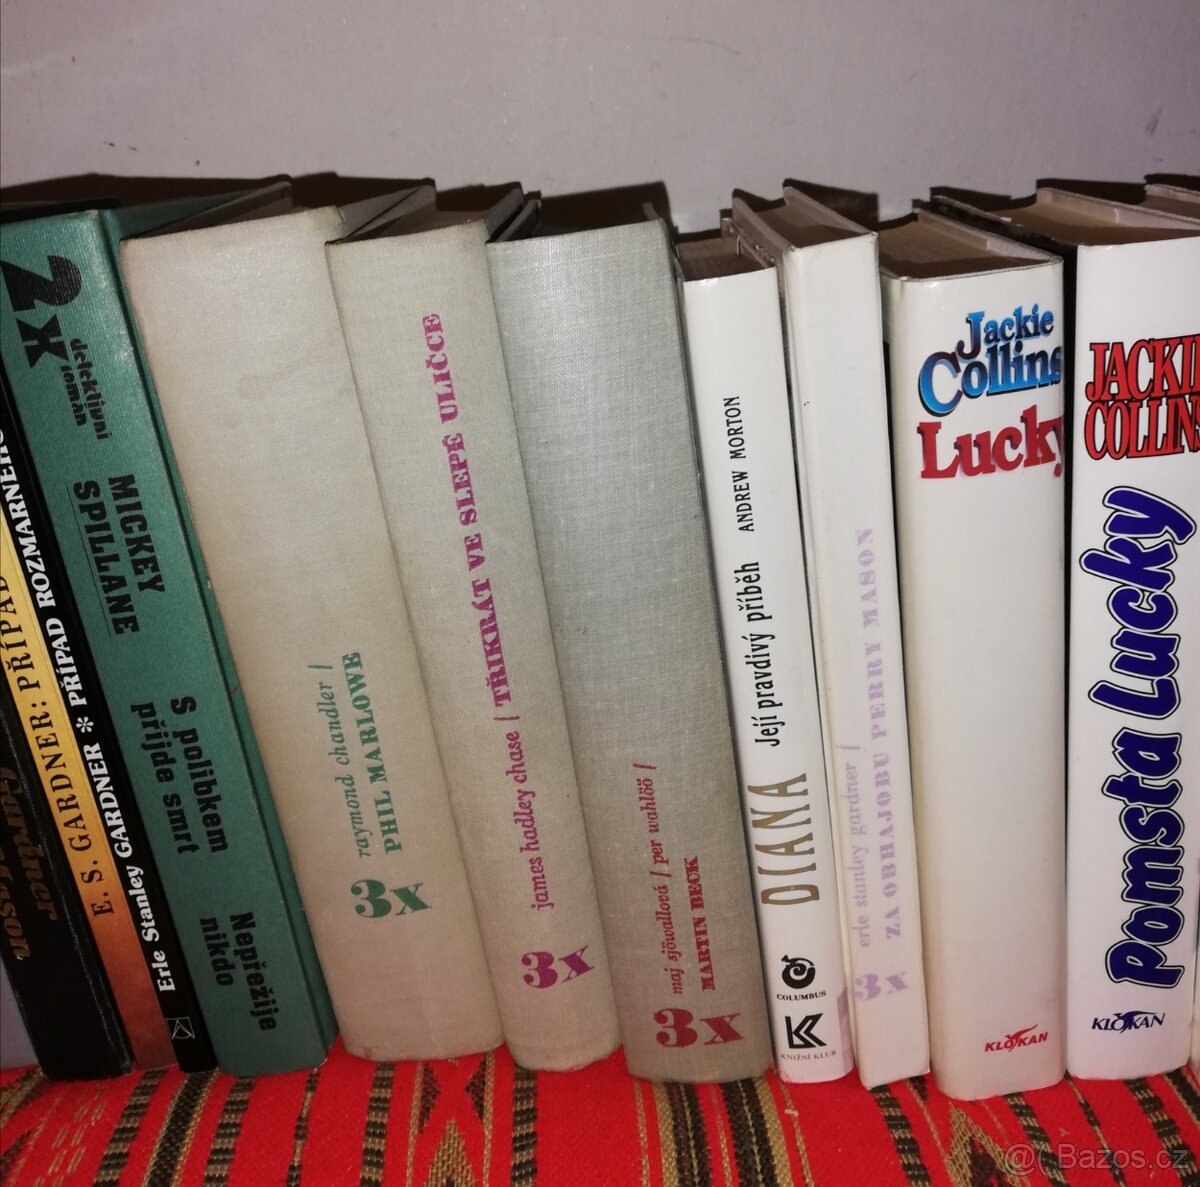 Gardner
Mason
E. S. GARDNER: PŘÍPAD
Erle Stanley GARDNER * PŘÍPAD ROZMARNÉHO
2x
detektivní
román
MICKEY
SPILLANE
S polibkem
přijde smrt
Nepřežije
nikdo
raymond chandler /
PHIL MARLOWE
3x
james hadley chase / TŘIKRÁT VE SLEPÉ ULIČCE
3x
maj sjöwallová / per wahlöö /
MARTIN BECK
3x
DIANA Její pravdivý příběh ANDREW MORTON
COLUMBUS
KK
KNIŽNÍ KLUB
erle stanley gardner /
ZA OBHAJOBU PERRY MASON
3x
Jackie
Collins
Lucky
KLOKAN
JACKIE
COLLINS
Pomsta Lucky
KLOKAN
@( Bazos.cz